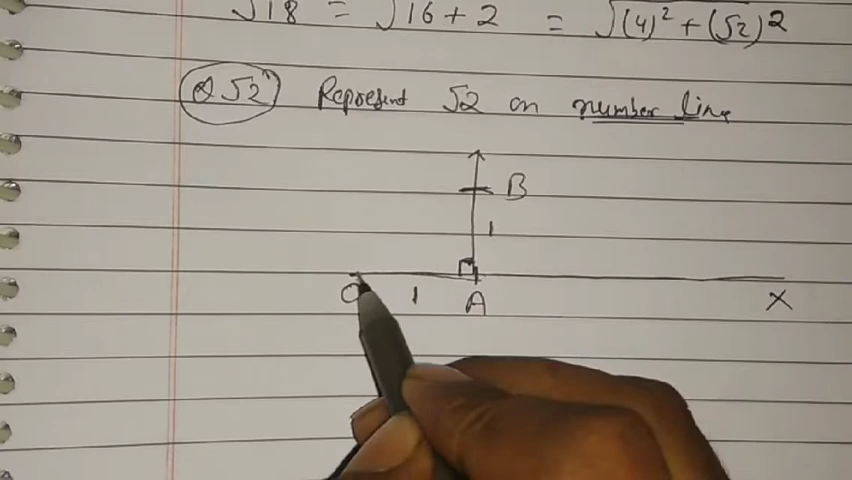 √18 = √16 + 2 = √(4)² + (√2)²
Q √2 Represent √2 on number line
B
1
O 1 A X